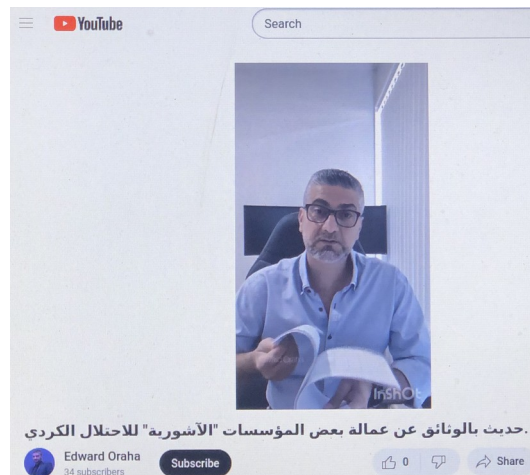 YouTube
Search
InShOt
حديث بالوثائق عن عمالة بعض المؤسسات "الآشورية" للاحتلال الكردي.
Edward Oraha
34 subscribers
Subscribe
0
Share